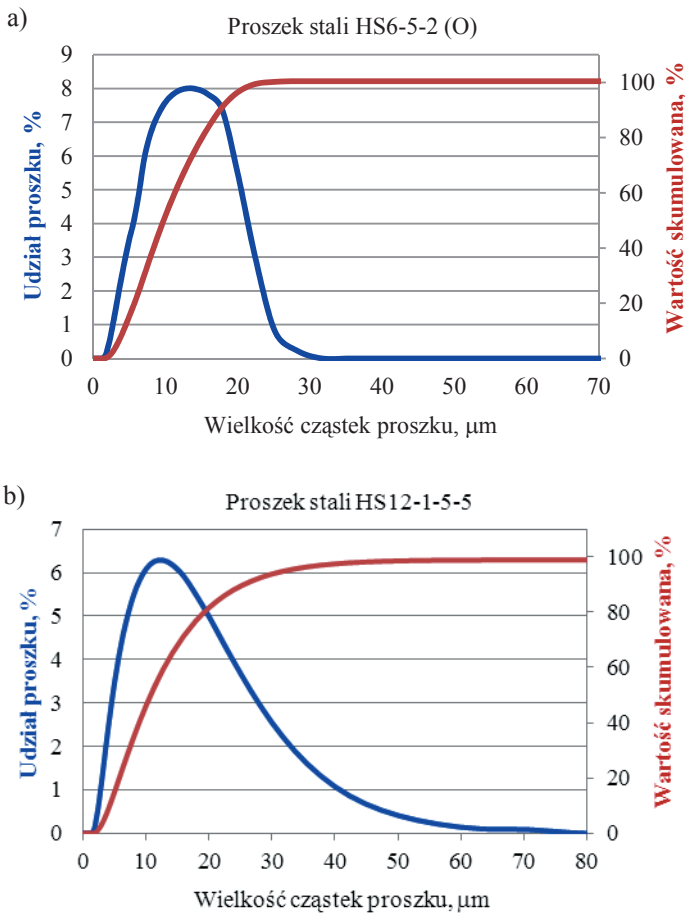 a)
Proszek stali HS6-5-2 (O)
Udział proszku, %
9
8
7
6
5
4
3
2
1
0
100
80
60
40
20
0
Wartość skumulowana, %
0 10 20 30 40 50 60 70
Wielkość cząstek proszku, µm
b)
Proszek stali HS12-1-5-5
Udział proszku, %
7
6
5
4
3
2
1
0
100
80
60
40
20
0
Wartość skumulowana, %
0 10 20 30 40 50 60 70 80
Wielkość cząstek proszku, µm